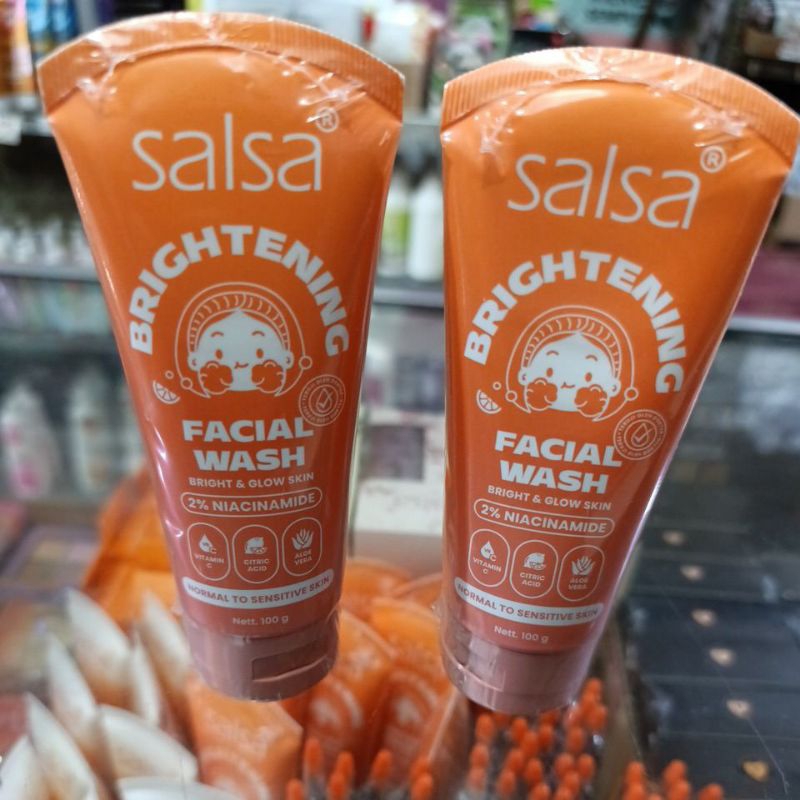 salsa®
BRIGHTENING
FACIAL
WASH
BRIGHT & GLOW SKIN
2% NIACINAMIDE
VITAMIN
C
CITRIC
ACID
ALOE
VERA
NORMAL TO SENSITIVE SKIN
Nett. 100 g
salsa®
BRIGHTENING
FACIAL
WASH
BRIGHT & GLOW SKIN
2% NIACINAMIDE
VITAMIN
C
CITRIC
ACID
ALOE
VERA
NORMAL TO SENSITIVE SKIN
Nett. 100 g
salsa